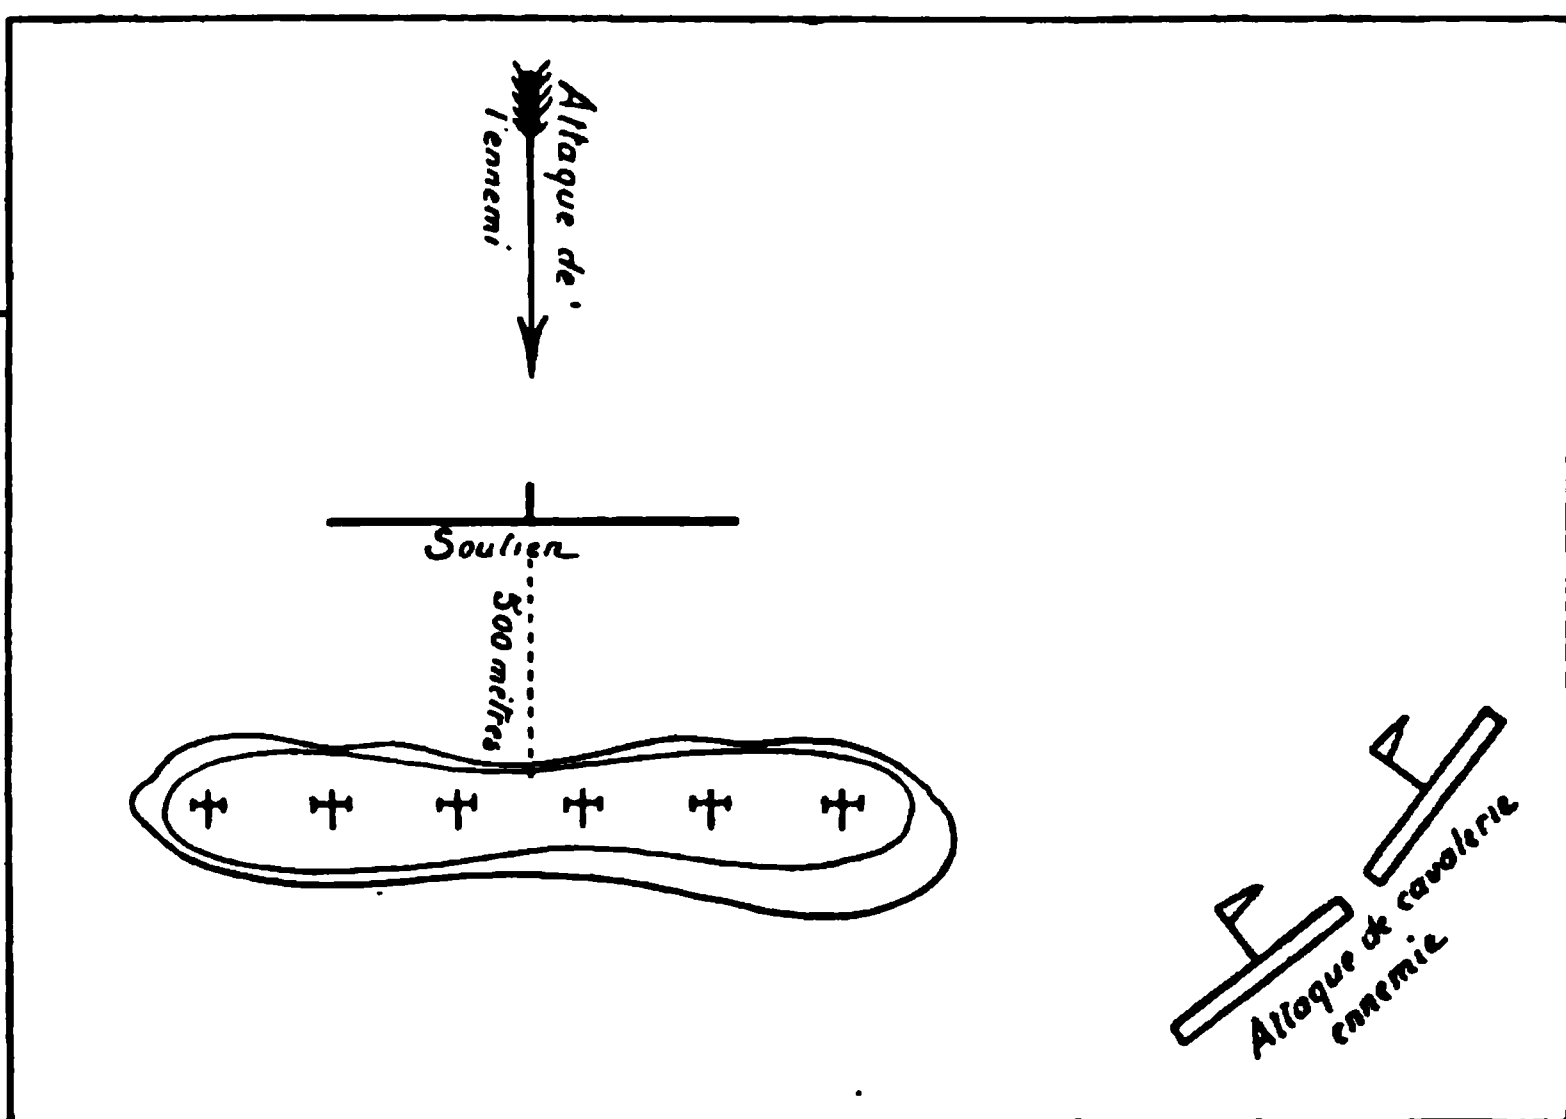 Attaque de
l'ennemi
Soutien
500 mètres
Attaque de cavalerie
ennemie